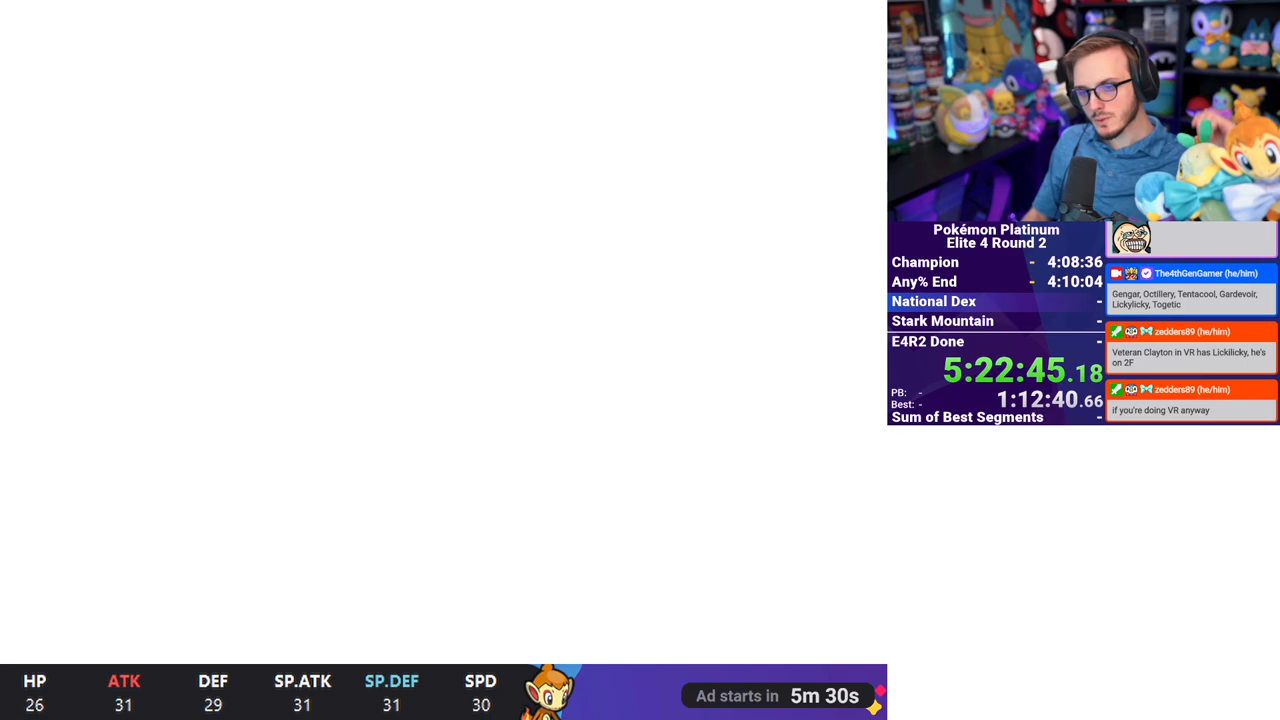 Pokémon Platinum
Elite 4 Round 2
Champion - 4:08:36
Any% End - 4:10:04
National Dex -
Stark Mountain -
E4R2 Done -
5:22:45.18
PB: -
Best: -
1:12:40.66
Sum of Best Segments -
The4thGenGamer (he/him)
Gengar, Octillery, Tentacool, Gardevoir,
Lickylicky, Togetic
zedders89 (he/him)
Veteran Clayton in VR has Lickilicky, he's
on 2F
zedders89 (he/him)
if you're doing VR anyway
HP ATK DEF SP.ATK SP.DEF SPD
26 31 29 31 31 30
Ad starts in 5m 30s